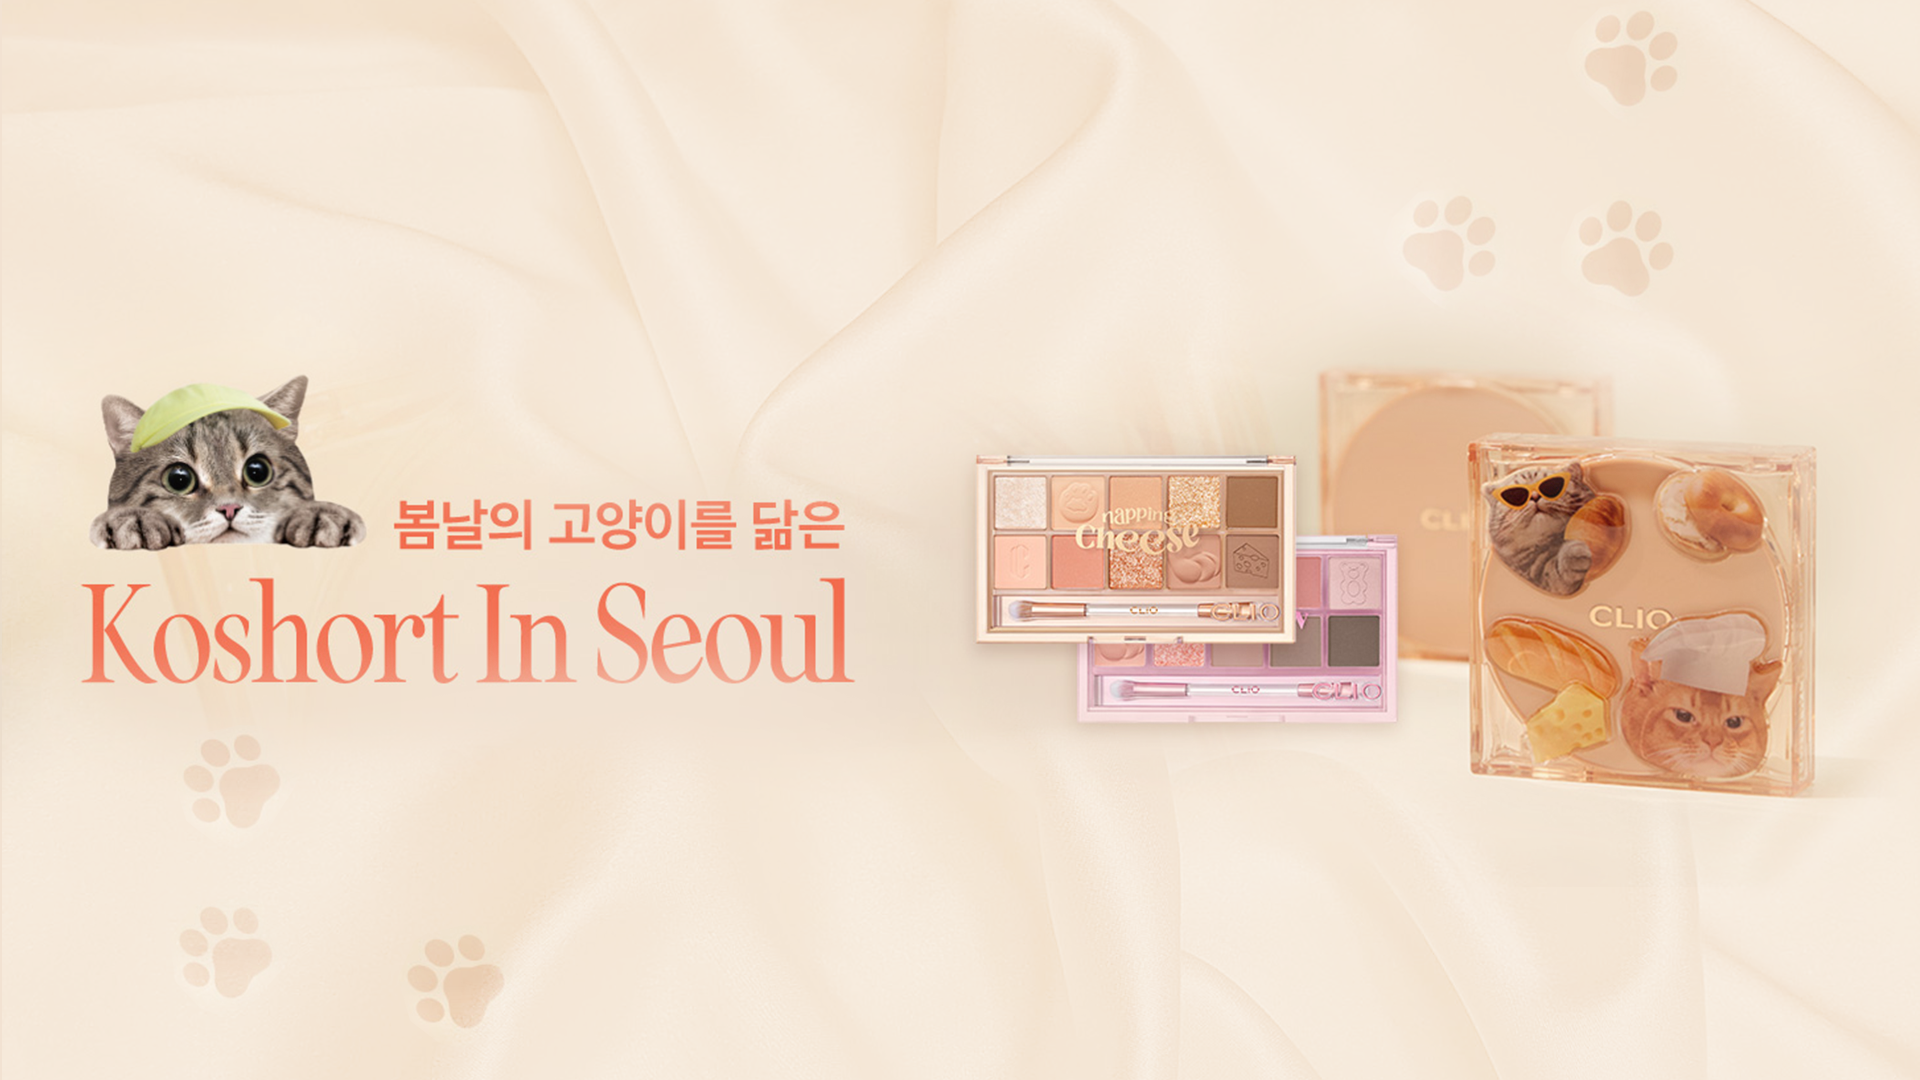 봄날의 고양이를 닮은
Koshort In Seoul
napping
Cheese
CLIO
CLIO
CLIO
CLIO
CLIO